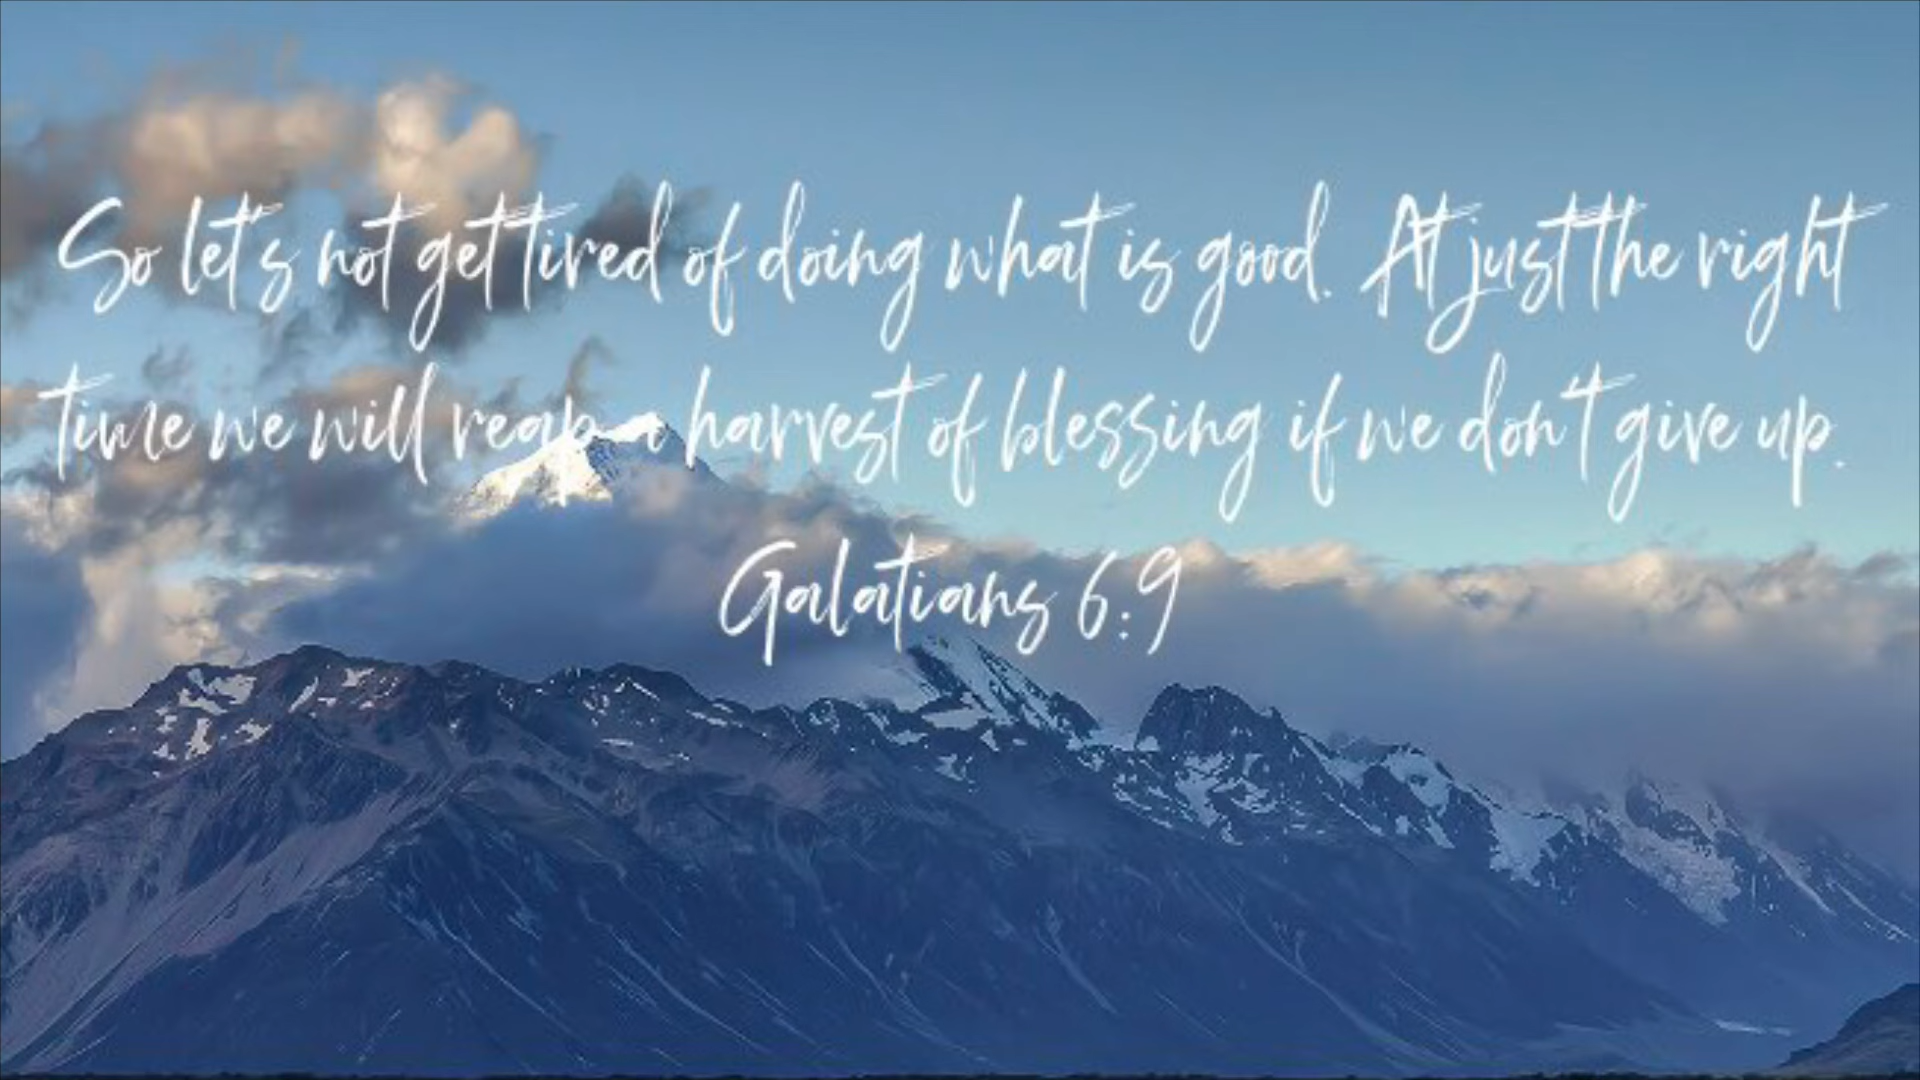 So let's not get tired of doing what is good. At just the right
time we will reap a harvest of blessing if we don't give up.
Galatians 6:9